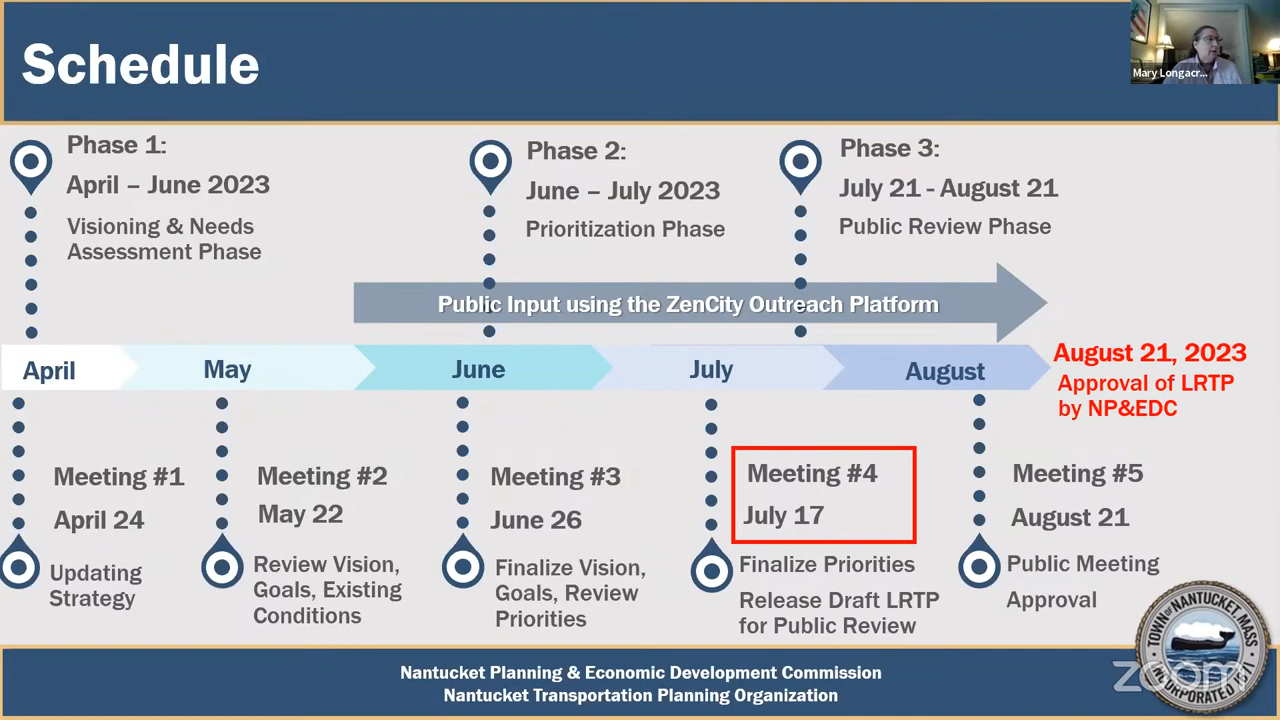 Schedule
Mary Longacr...
Phase 1:
April – June 2023
Visioning & Needs
Assessment Phase
Phase 2:
June – July 2023
Prioritization Phase
Phase 3:
July 21 - August 21
Public Review Phase
Public Input using the ZenCity Outreach Platform
April
May
June
July
August
August 21, 2023
Approval of LRTP
by NP&EDC
Meeting #1
April 24
Updating
Strategy
Meeting #2
May 22
Review Vision,
Goals, Existing
Conditions
Meeting #3
June 26
Finalize Vision,
Goals, Review
Priorities
Meeting #4
July 17
Finalize Priorities
Release Draft LRTP
for Public Review
Meeting #5
August 21
Public Meeting
Approval
Nantucket Planning & Economic Development Commission
Nantucket Transportation Planning Organization
TOWN OF NANTUCKET, MASS
INCORPORATED 1671
zoom